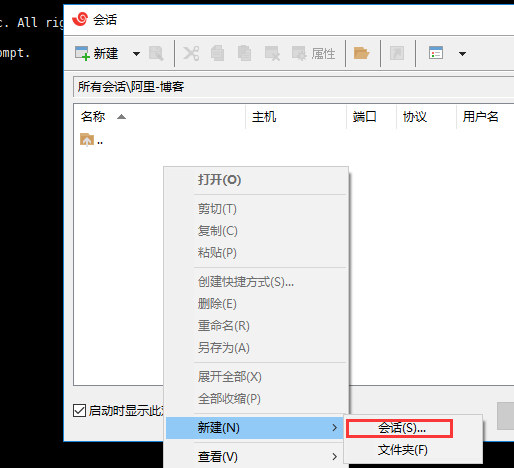 c. All rig
ompt.
会话
新建
属性
所有会话\阿里-博客
名称 主机 端口 协议 用户名
..
打开(O)
剪切(T)
复制(C)
粘贴(P)
创建快捷方式(S)...
删除(E)
重命名(R)
另存为(A)
展开全部(X)
全部收缩(P)
启动时显示此
新建(N)
会话(S)...
文件夹(F)
查看(V)